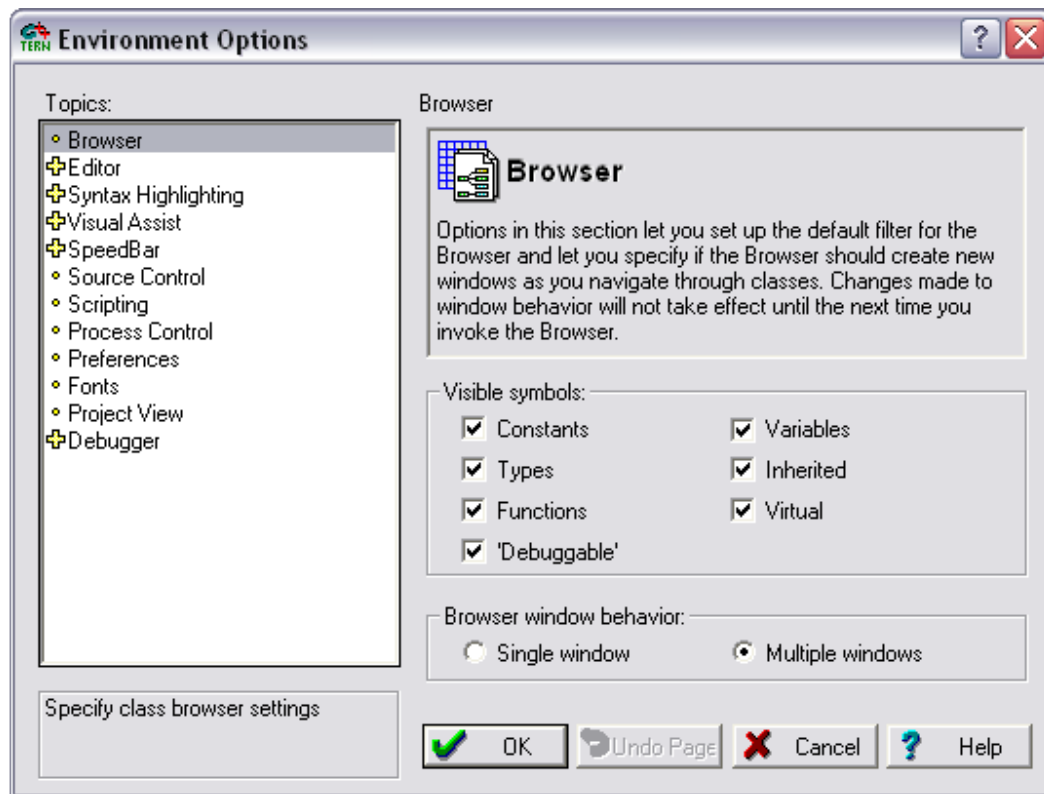 TERN Environment Options
Topics:
Browser
Editor
Syntax Highlighting
Visual Assist
SpeedBar
Source Control
Scripting
Process Control
Preferences
Fonts
Project View
Debugger
Specify class browser settings
Browser
Browser
Options in this section let you set up the default filter for the
Browser and let you specify if the Browser should create new
windows as you navigate through classes. Changes made to
window behavior will not take effect until the next time you
invoke the Browser.
Visible symbols:
Constants Variables
Types Inherited
Functions Virtual
'Debuggable'
Browser window behavior:
Single window Multiple windows
OK Undo Page Cancel Help